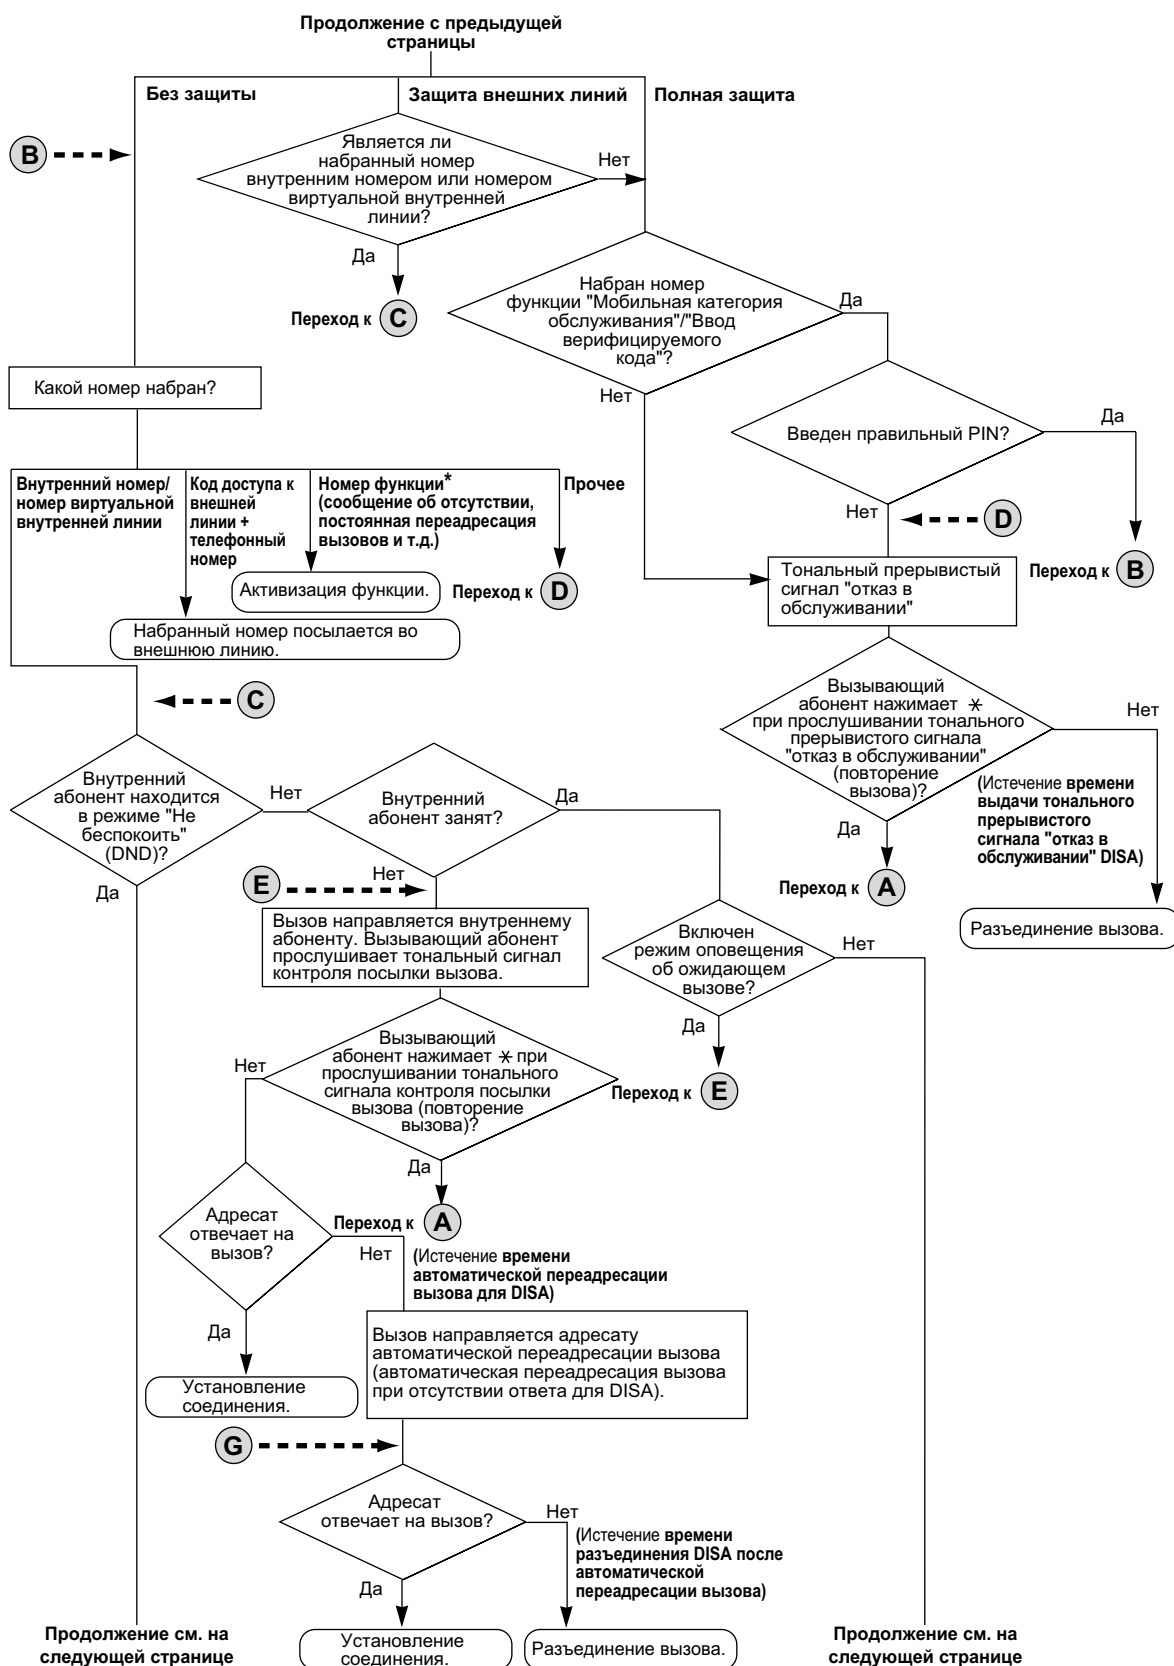 Продолжение с предыдущей
страницы
Без защиты
Защита внешних линий
Полная защита
B
Является ли
набранный номер
внутренним номером или номером
виртуальной внутренней
линии?
Нет
Да
Переход к C
Набран номер
функции "Мобильная категория
обслуживания"/"Ввод
верифицируемого
кода"?
Да
Нет
Какой номер набран?
Введен правильный PIN?
Да
Нет
D
Переход к B
Внутренний номер/
номер виртуальной
внутренней линии
Код доступа к
внешней
линии +
телефонный
номер
Номер функции*
(сообщение об отсутствии,
постоянная переадресация
вызовов и т.д.)
Прочее
Активизация функции.
Переход к D
Набранный номер посылается во
внешнюю линию.
Тональный прерывистый
сигнал "отказ в
обслуживании"
C
Вызывающий
абонент нажимает *
при прослушивании тонального
прерывистого сигнала
"отказ в обслуживании"
(повторение
вызова)?
Нет
(Истечение времени
выдачи тонального
прерывистого
сигнала "отказ в
обслуживании" DISA)
Да
Переход к A
Разъединение вызова.
Внутренний
абонент находится
в режиме "Не
беспокоить"
(DND)?
Нет
Да
Внутренний
абонент занят?
Да
Нет
E
Вызов направляется внутреннему
абоненту. Вызывающий абонент
прослушивает тональный сигнал
контроля посылки вызова.
Включен
режим оповещения
об ожидающем
вызове?
Нет
Да
Переход к E
Вызывающий
абонент нажимает * при
прослушивании тонального
сигнала контроля посылки
вызова (повторение
вызова)?
Нет
Да
Переход к A
Адресат
отвечает на
вызов?
Нет
(Истечение времени
автоматической переадресации
вызова для DISA)
Да
Установление
соединения.
Вызов направляется адресату
автоматической переадресации вызова
(автоматическая переадресация вызова
при отсутствии ответа для DISA).
G
Адресат
отвечает на вызов?
Нет
(Истечение времени
разъединения DISA после
автоматической
переадресации вызова)
Да
Установление
соединения.
Разъединение вызова.
Продолжение см. на
следующей странице
Продолжение см. на
следующей странице